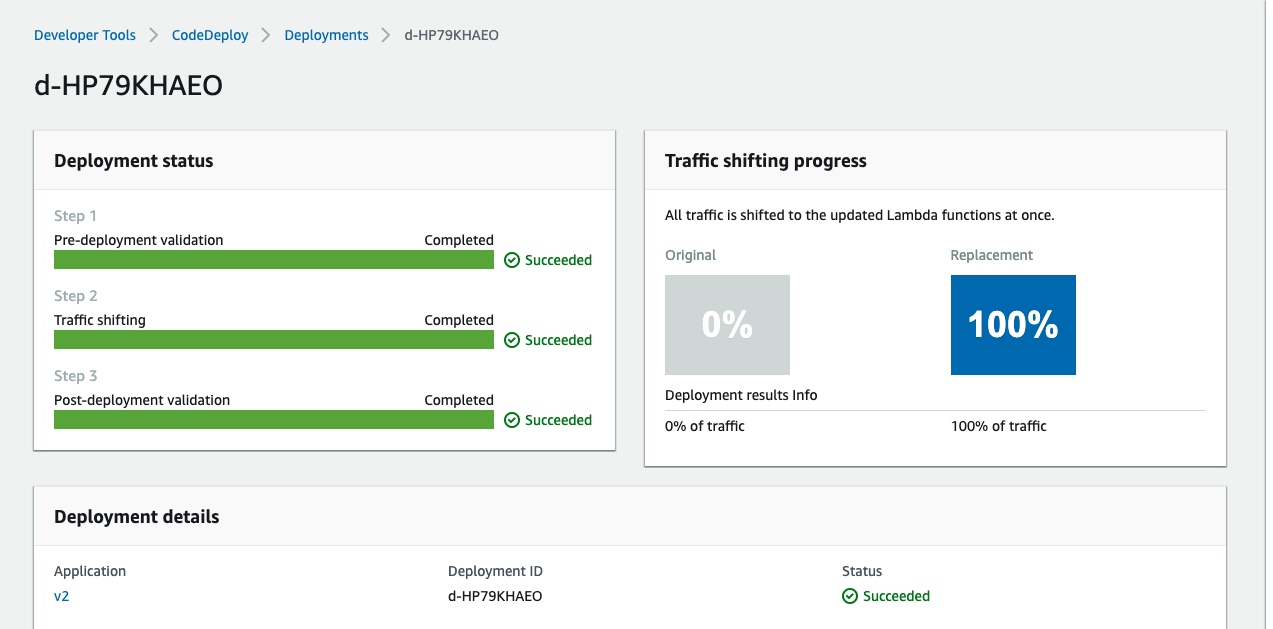 Developer Tools CodeDeploy Deployments d-HP79KHAEO
d-HP79KHAEO
Deployment status
Step 1
Pre-deployment validation Completed
Succeeded
Step 2
Traffic shifting Completed
Succeeded
Step 3
Post-deployment validation Completed
Succeeded
Traffic shifting progress
All traffic is shifted to the updated Lambda functions at once.
Original Replacement
0% 100%
Deployment results Info
0% of traffic 100% of traffic
Deployment details
Application Deployment ID Status
v2 d-HP79KHAEO Succeeded